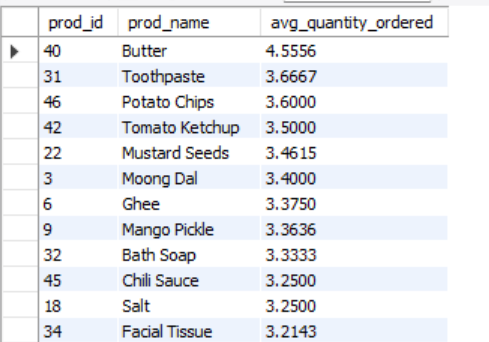 prod_id prod_name avg_quantity_ordered
40 Butter 4.5556
31 Toothpaste 3.6667
46 Potato Chips 3.6000
42 Tomato Ketchup 3.5000
22 Mustard Seeds 3.4615
3 Moong Dal 3.4000
6 Ghee 3.3750
9 Mango Pickle 3.3636
32 Bath Soap 3.3333
45 Chili Sauce 3.2500
18 Salt 3.2500
34 Facial Tissue 3.2143